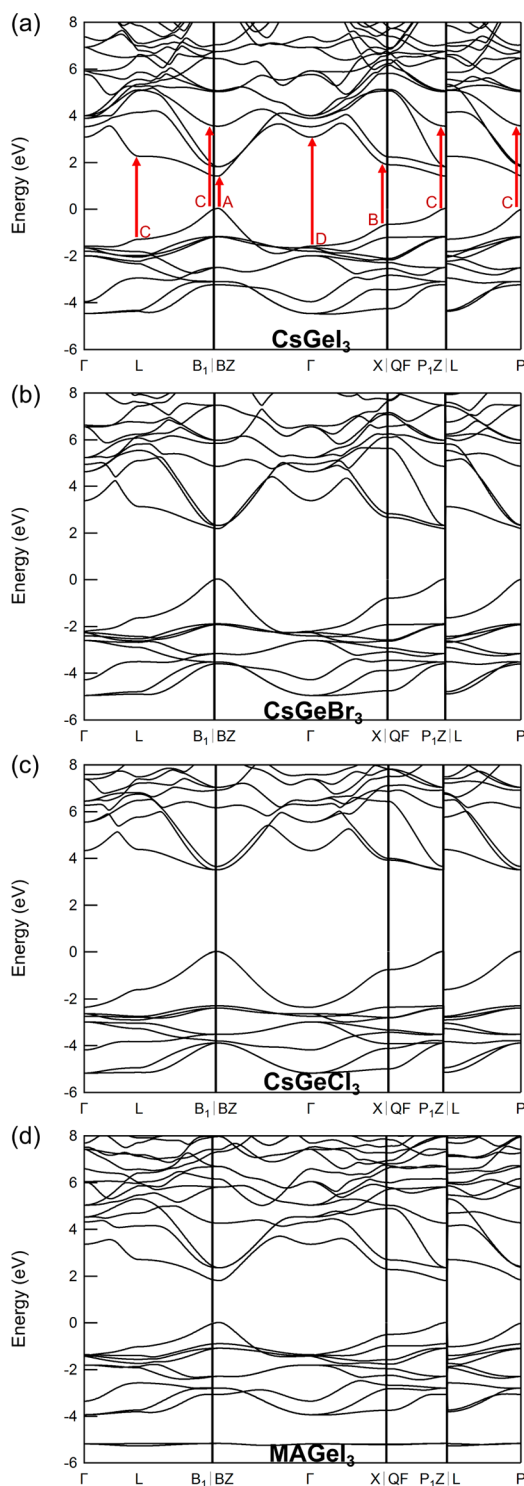 (a)
8
6
4
2
0
-2
-4
-6
Energy (eV)
C
C
A
D
B
C
C
CsGeI₃
Γ L B₁|BZ Γ X|QF P₁Z|L P
(b)
8
6
4
2
0
-2
-4
-6
Energy (eV)
CsGeBr₃
Γ L B₁|BZ Γ X|QF P₁Z|L P
(c)
8
6
4
2
0
-2
-4
-6
Energy (eV)
CsGeCl₃
Γ L B₁|BZ Γ X|QF P₁Z|L P
(d)
8
6
4
2
0
-2
-4
-6
Energy (eV)
MAGeI₃
Γ L B₁|BZ Γ X|QF P₁Z|L P